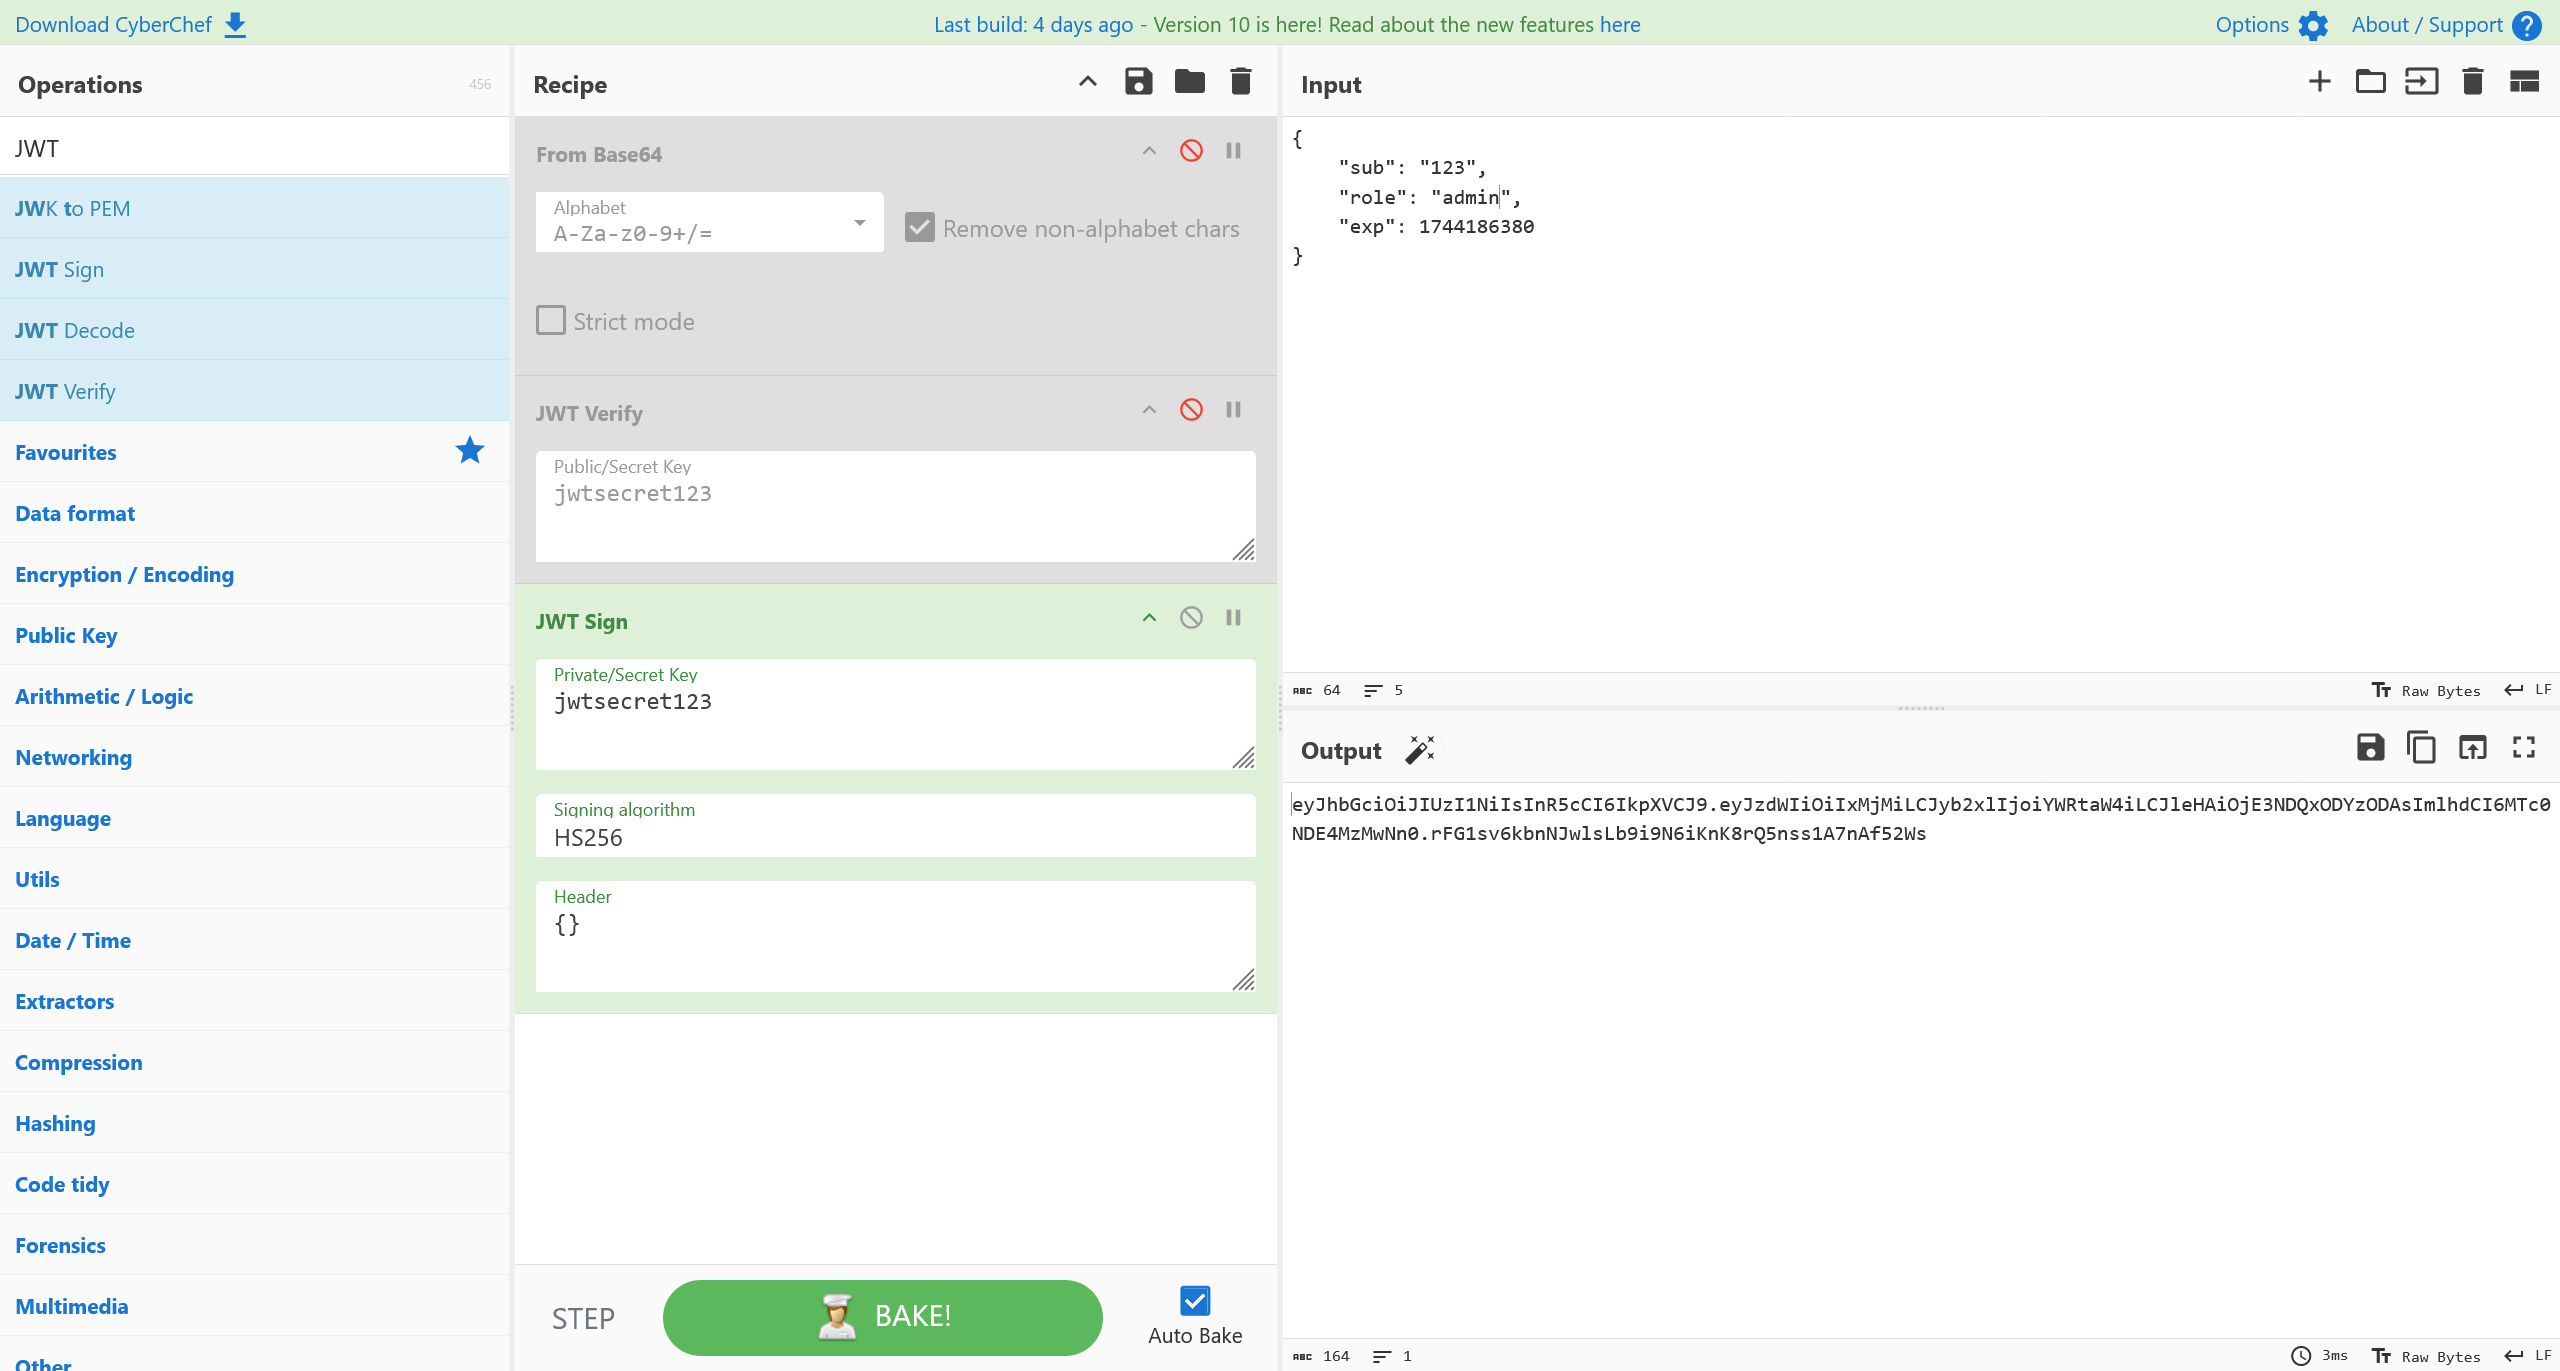 Download CyberChef
Last build: 4 days ago - Version 10 is here! Read about the new features here
Options
About / Support
Operations
456
JWT
JWK to PEM
JWT Sign
JWT Decode
JWT Verify
Favourites
Data format
Encryption / Encoding
Public Key
Arithmetic / Logic
Networking
Language
Utils
Date / Time
Extractors
Compression
Hashing
Code tidy
Forensics
Multimedia
Other
Recipe
From Base64
Alphabet
A-Za-z0-9+/=
Remove non-alphabet chars
Strict mode
JWT Verify
Public/Secret Key
jwtsecret123
JWT Sign
Private/Secret Key
jwtsecret123
Signing algorithm
HS256
Header
{}
STEP
BAKE!
Auto Bake
Input
{
"sub": "123",
"role": "admin",
"exp": 1744186380
}
ABC 64 5
Raw Bytes LF
Output
eyJhbGciOiJIUzI1NiIsInR5cCI6IkpXVCJ9.eyJzdWIiOiIxMjMiLCJyb2xlIjoiYWRtaW4iLCJleHAiOjE3NDQxODYzODAsImlhdCI6MTc0
NDE4MzMwNn0.rFG1sv6kbnNJwlsLb9i9N6iKnK8rQ5nss1A7nAf52Ws
ABC 164 1
3ms Raw Bytes LF